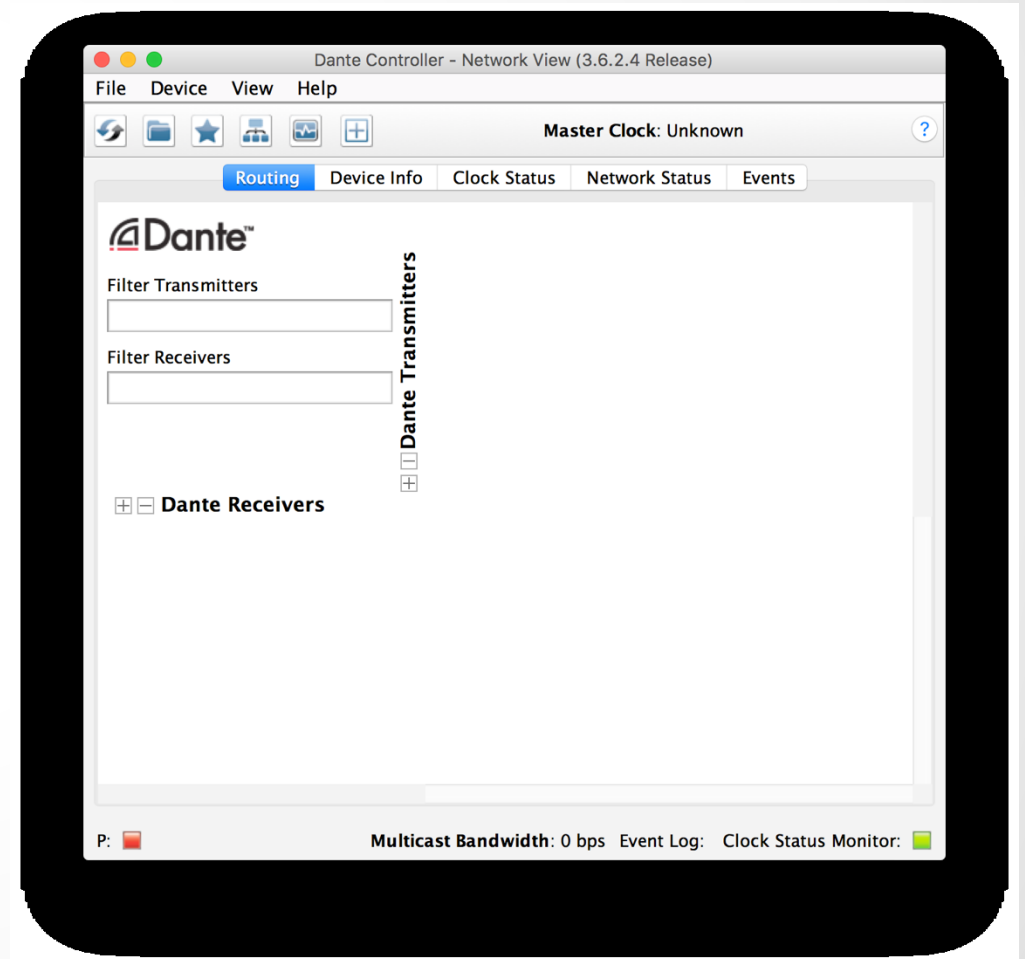 Dante Controller - Network View (3.6.2.4 Release)
File Device View Help
Master Clock: Unknown ?
Routing Device Info Clock Status Network Status Events
Dante™
Filter Transmitters
Filter Receivers
Dante Transmitters
Dante Receivers
P: Multicast Bandwidth: 0 bps Event Log: Clock Status Monitor: